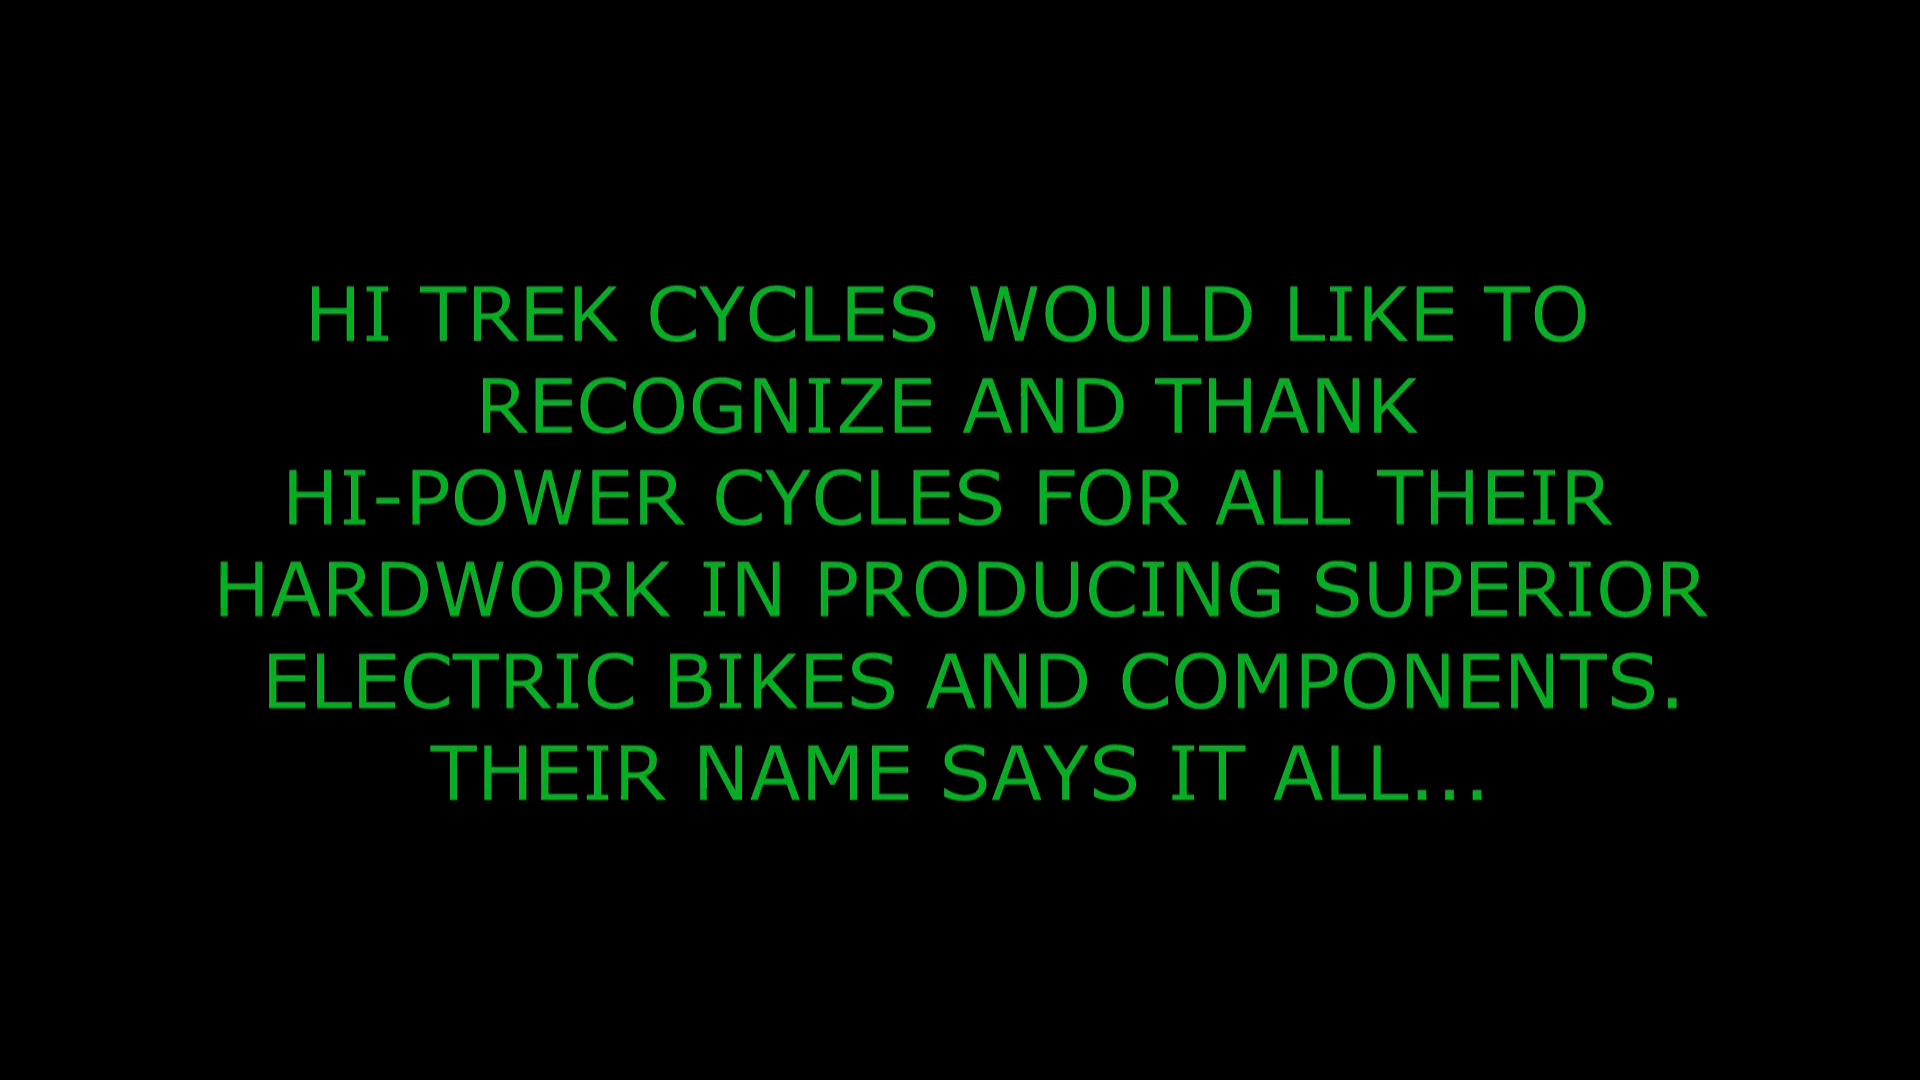 HI TREK CYCLES WOULD LIKE TO
RECOGNIZE AND THANK
HI-POWER CYCLES FOR ALL THEIR
HARDWORK IN PRODUCING SUPERIOR
ELECTRIC BIKES AND COMPONENTS.
THEIR NAME SAYS IT ALL...